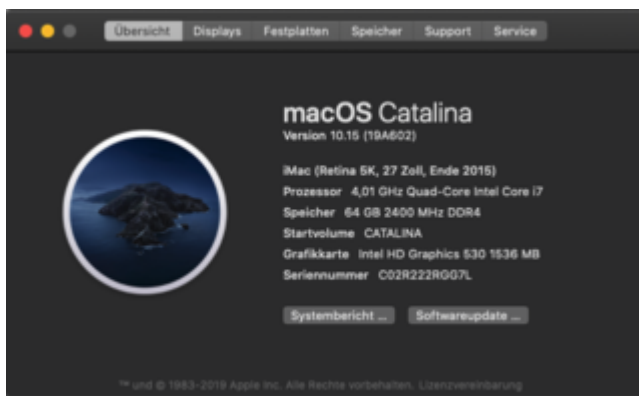 Übersicht Displays Festplatten Speicher Support Service
macOS Catalina
Version 10.15 (19A602)
iMac (Retina 5K, 27 Zoll, Ende 2015)
Prozessor 4,01 GHz Quad-Core Intel Core i7
Speicher 64 GB 2400 MHz DDR4
Startvolume CATALINA
Grafikkarte Intel HD Graphics 530 1536 MB
Seriennummer C02R222RGG7L
Systembericht ... Softwareupdate ...
™ und © 1983-2019 Apple Inc. Alle Rechte vorbehalten. Lizenzvereinbarung